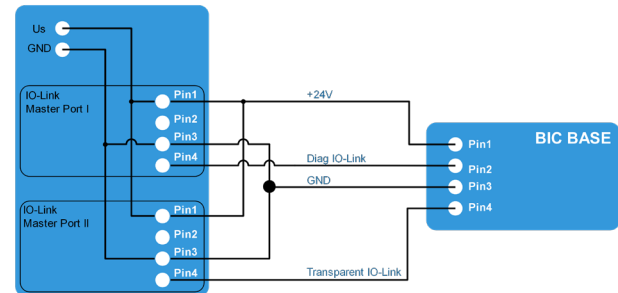 Us
GND
IO-Link
Master Port I
Pin1
Pin2
Pin3
Pin4
IO-Link
Master Port II
Pin1
Pin2
Pin3
Pin4
+24V
Diag IO-Link
GND
Transparent IO-Link
BIC BASE
Pin1
Pin2
Pin3
Pin4